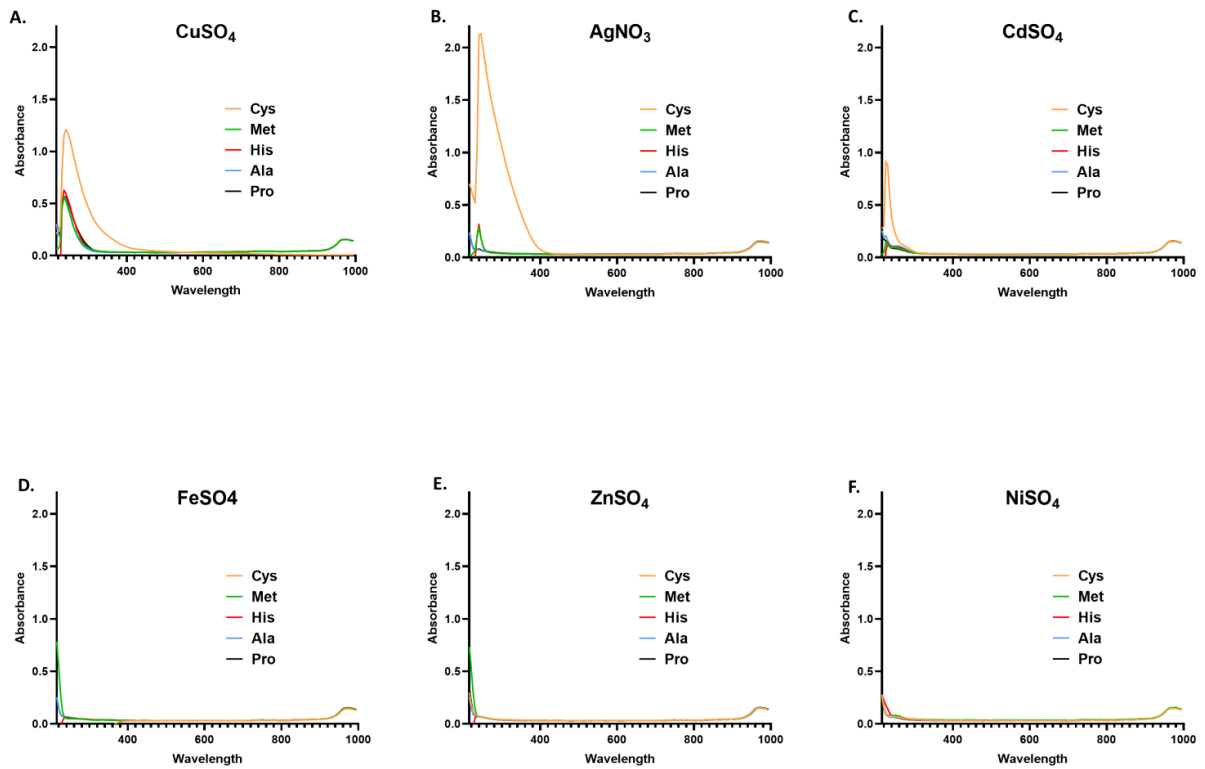 A.
CuSO4
2.0
1.5
1.0
0.5
0.0
Absorbance
Cys
Met
His
Ala
Pro
400
600
800
1000
Wavelength
B.
AgNO3
2.0
1.5
1.0
0.5
0.0
Absorbance
Cys
Met
His
Ala
Pro
400
600
800
1000
Wavelength
C.
CdSO4
2.0
1.5
1.0
0.5
0.0
Absorbance
Cys
Met
His
Ala
Pro
400
600
800
1000
Wavelength
D.
FeSO4
2.0
1.5
1.0
0.5
0.0
Absorbance
Cys
Met
His
Ala
Pro
400
600
800
1000
Wavelength
E.
ZnSO4
2.0
1.5
1.0
0.5
0.0
Absorbance
Cys
Met
His
Ala
Pro
400
600
800
1000
Wavelength
F.
NiSO4
2.0
1.5
1.0
0.5
0.0
Absorbance
Cys
Met
His
Ala
Pro
400
600
800
1000
Wavelength